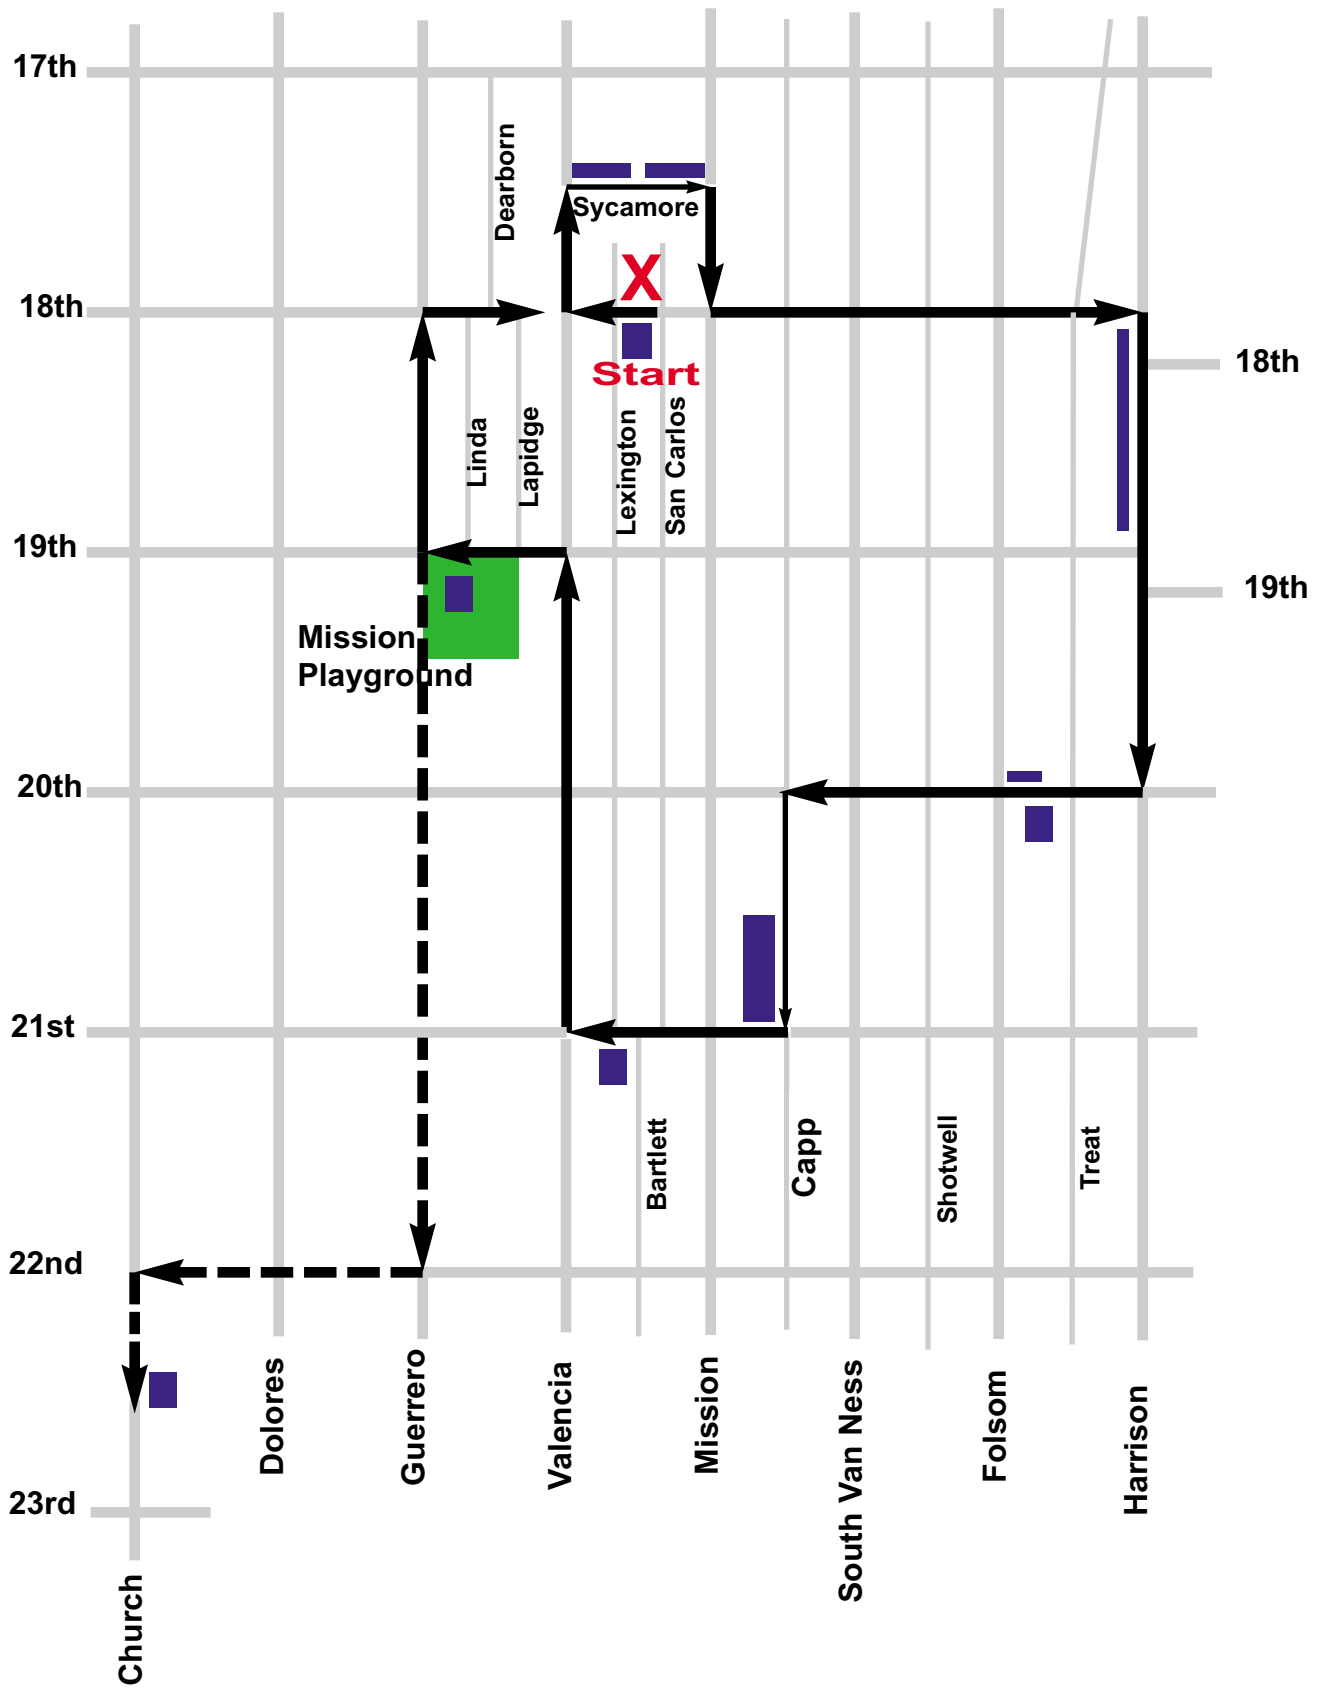 17th
Dearborn
Sycamore
X
18th
Start
18th
Linda
Lapidge
Lexington
San Carlos
19th
19th
Mission
Playground
20th
21st
Bartlett
Capp
Shotwell
Treat
22nd
Dolores
Guerrero
Valencia
Mission
South Van Ness
Folsom
Harrison
23rd
Church